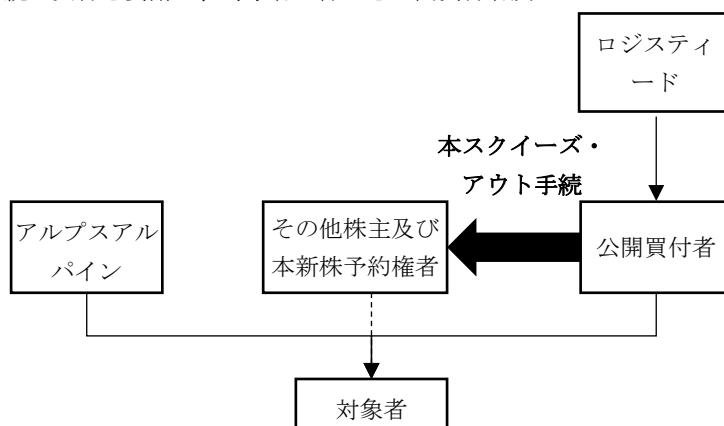 ロジスティ
ード
本スクイーズ・
アウト手続
アルプスアル
パイン
その他株主及び
本新株予約権者
公開買付者
対象者